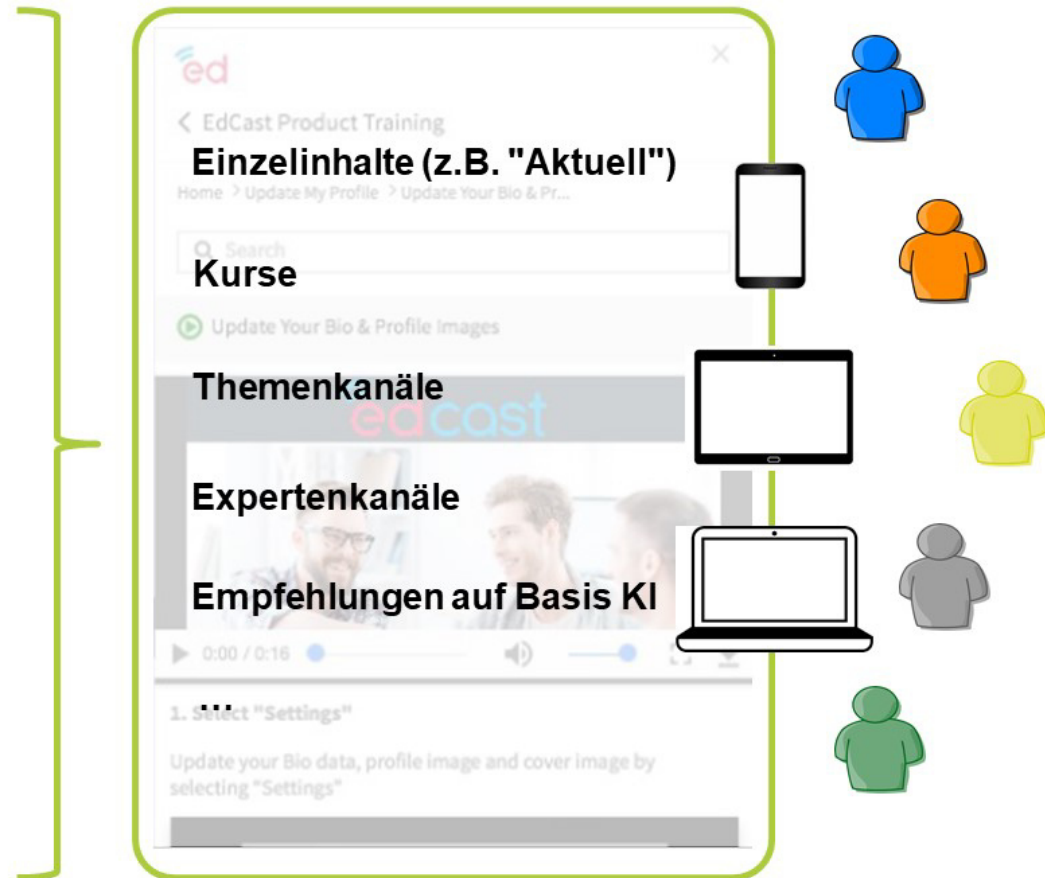 ed
EdCast Product Training
Einzelinhalte (z.B. "Aktuell")
Home > Update My Profile > Update Your Bio & Pr...
Search
Kurse
Update Your Bio & Profile Images
Themenkanäle
edcast
Expertenkanäle
Empfehlungen auf Basis KI
0:00 / 0:16
...
1. Select "Settings"
Update your Bio data, profile image and cover image by
selecting "Settings"